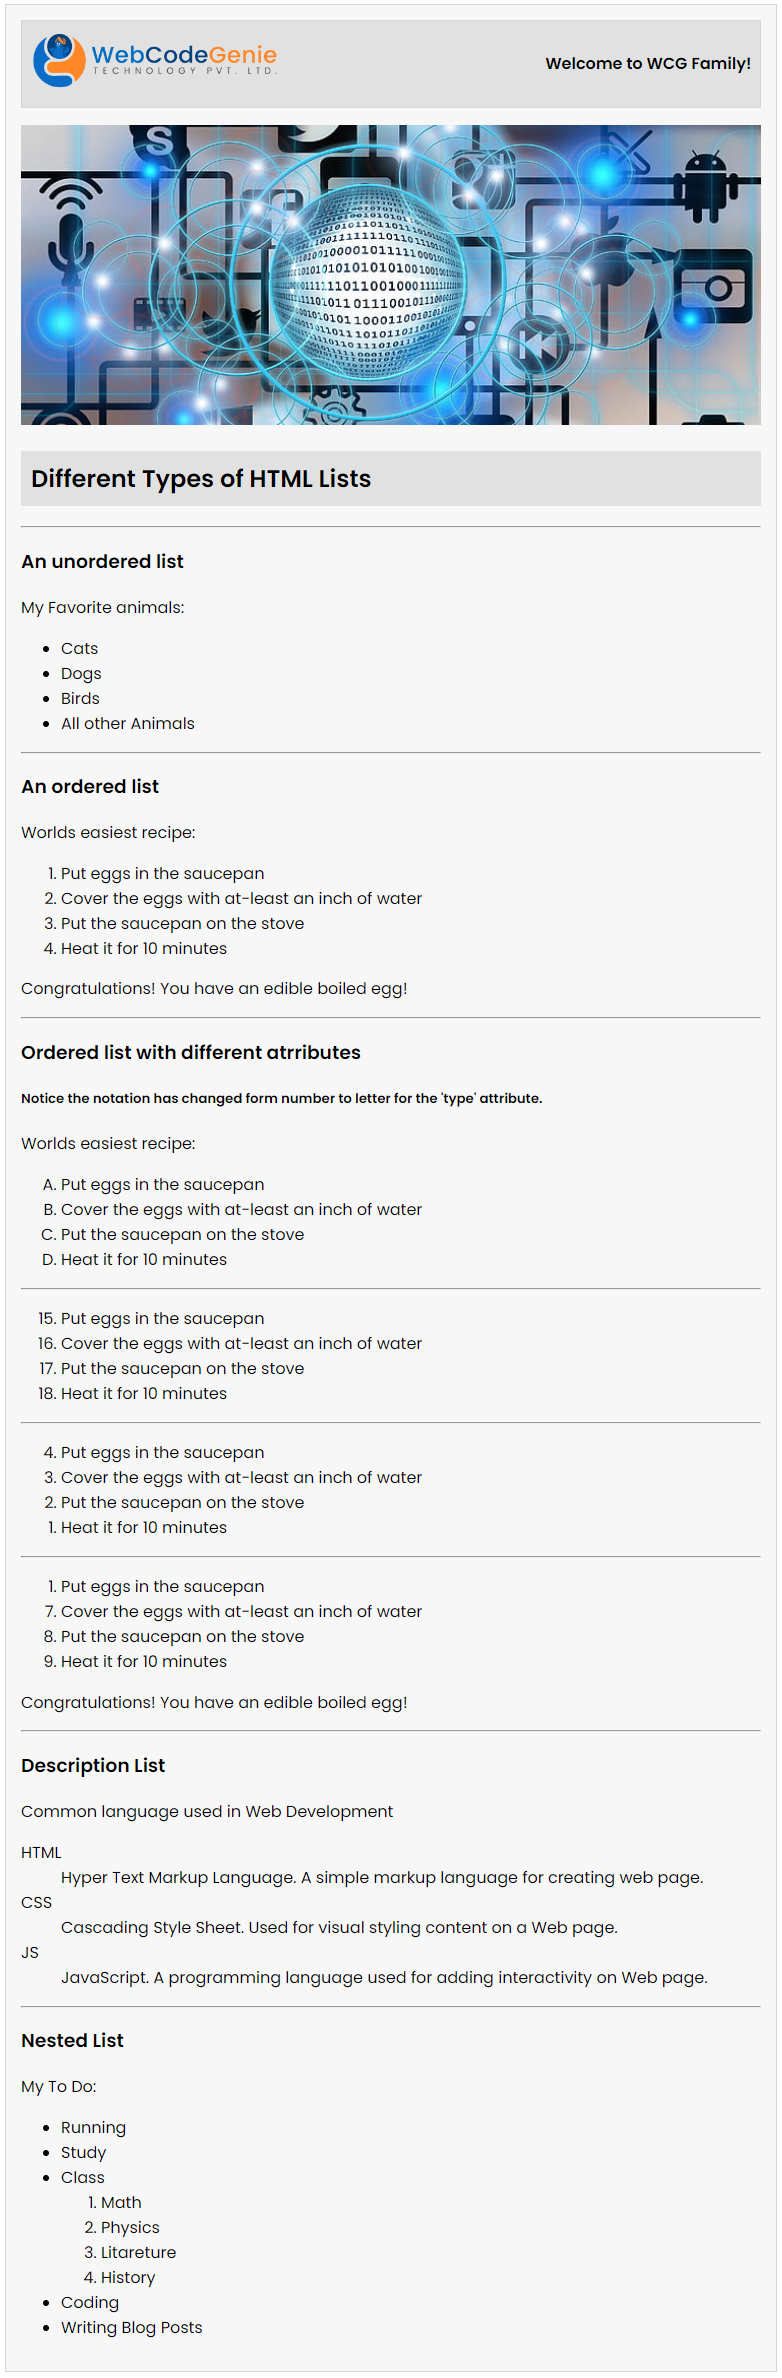 WebCodeGenie
TECHNOLOGY PVT. LTD.
Welcome to WCG Family!
Different Types of HTML Lists
An unordered list
My Favorite animals:
• Cats
• Dogs
• Birds
• All other Animals
An ordered list
Worlds easiest recipe:
1. Put eggs in the saucepan
2. Cover the eggs with at-least an inch of water
3. Put the saucepan on the stove
4. Heat it for 10 minutes
Congratulations! You have an edible boiled egg!
Ordered list with different atrributes
Notice the notation has changed form number to letter for the 'type' attribute.
Worlds easiest recipe:
A. Put eggs in the saucepan
B. Cover the eggs with at-least an inch of water
C. Put the saucepan on the stove
D. Heat it for 10 minutes
15. Put eggs in the saucepan
16. Cover the eggs with at-least an inch of water
17. Put the saucepan on the stove
18. Heat it for 10 minutes
4. Put eggs in the saucepan
3. Cover the eggs with at-least an inch of water
2. Put the saucepan on the stove
1. Heat it for 10 minutes
1. Put eggs in the saucepan
7. Cover the eggs with at-least an inch of water
8. Put the saucepan on the stove
9. Heat it for 10 minutes
Congratulations! You have an edible boiled egg!
Description List
Common language used in Web Development
HTML
Hyper Text Markup Language. A simple markup language for creating web page.
CSS
Cascading Style Sheet. Used for visual styling content on a Web page.
JS
JavaScript. A programming language used for adding interactivity on Web page.
Nested List
My To Do:
• Running
• Study
• Class
1. Math
2. Physics
3. Litareture
4. History
• Coding
• Writing Blog Posts